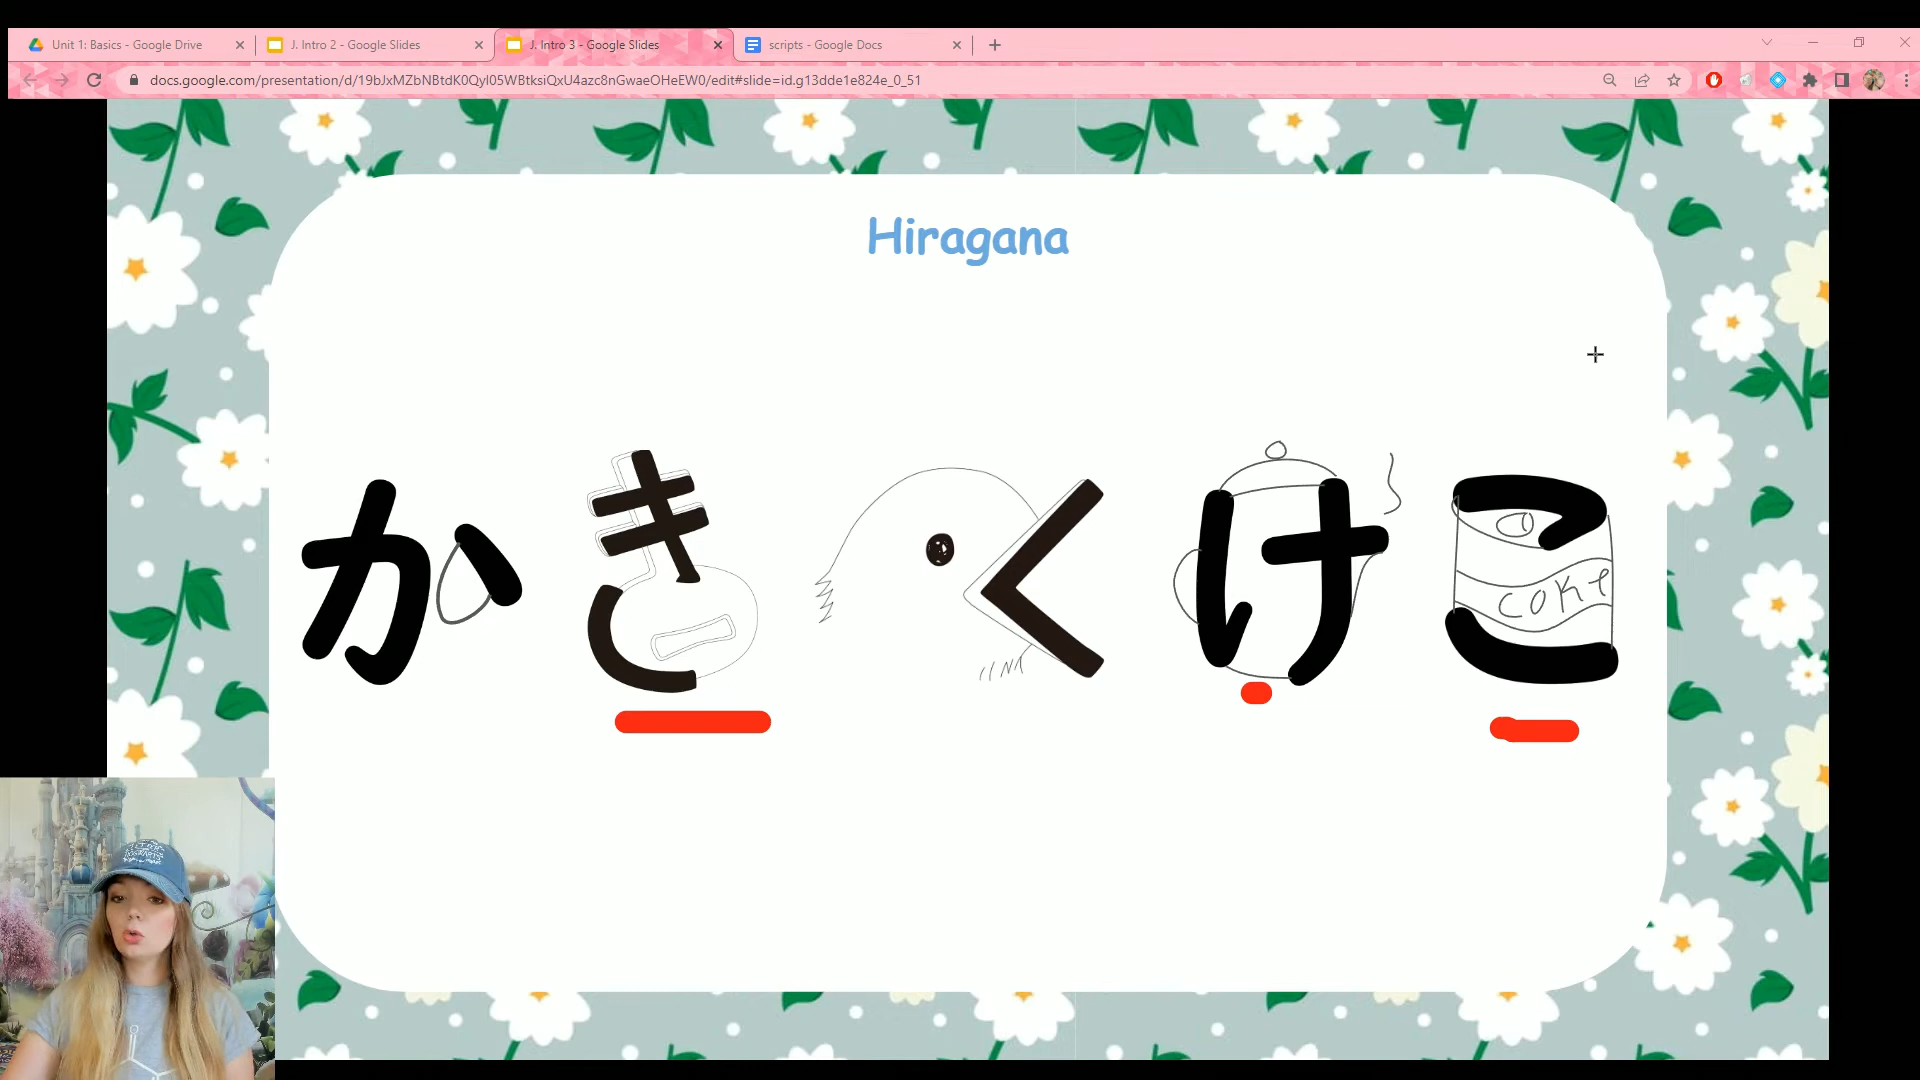 Unit 1: Basics - Google Drive
J. Intro 2 - Google Slides
J. Intro 3 - Google Slides
scripts - Google Docs
docs.google.com/presentation/d/19bJxMZbNBtdK0Qyl05WBtksiQxU4azc8nGwaeOHeEW0/edit#slide=id.g13dde1e824e_0_51
Hiragana
か き く け こ
COKE